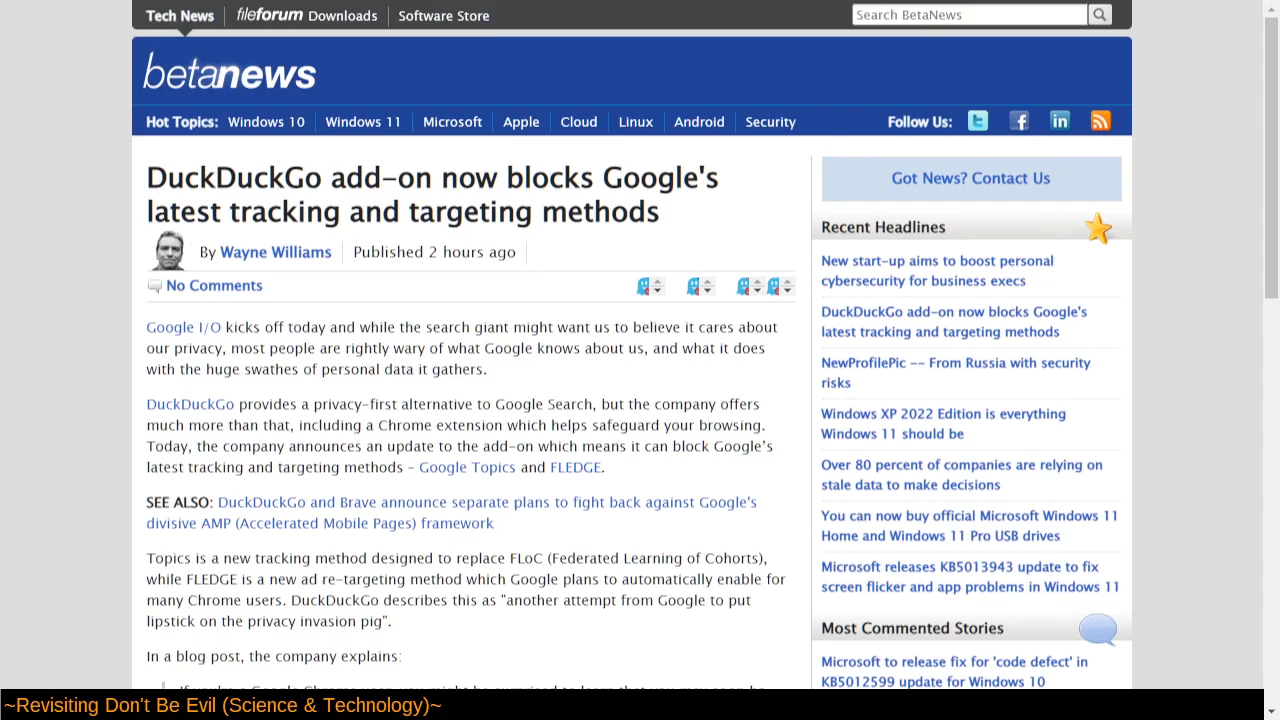 Tech News
fileforum Downloads
Software Store
Search BetaNews
betanews
Hot Topics: Windows 10 Windows 11 Microsoft Apple Cloud Linux Android Security
Follow Us:
DuckDuckGo add-on now blocks Google's
latest tracking and targeting methods
By Wayne Williams
Published 2 hours ago
No Comments
Google I/O kicks off today and while the search giant might want us to believe it cares about
our privacy, most people are rightly wary of what Google knows about us, and what it does
with the huge swathes of personal data it gathers.
DuckDuckGo provides a privacy-first alternative to Google Search, but the company offers
much more than that, including a Chrome extension which helps safeguard your browsing.
Today, the company announces an update to the add-on which means it can block Google’s
latest tracking and targeting methods - Google Topics and FLEDGE.
SEE ALSO: DuckDuckGo and Brave announce separate plans to fight back against Google's
divisive AMP (Accelerated Mobile Pages) framework
Topics is a new tracking method designed to replace FLoC (Federated Learning of Cohorts),
while FLEDGE is a new ad re-targeting method which Google plans to automatically enable for
many Chrome users. DuckDuckGo describes this as "another attempt from Google to put
lipstick on the privacy invasion pig".
In a blog post, the company explains:
Got News? Contact Us
Recent Headlines
New start-up aims to boost personal
cybersecurity for business execs
DuckDuckGo add-on now blocks Google's
latest tracking and targeting methods
NewProfilePic -- From Russia with security
risks
Windows XP 2022 Edition is everything
Windows 11 should be
Over 80 percent of companies are relying on
stale data to make decisions
You can now buy official Microsoft Windows 11
Home and Windows 11 Pro USB drives
Microsoft releases KB5013943 update to fix
screen flicker and app problems in Windows 11
Most Commented Stories
Microsoft to release fix for 'code defect' in
KB5012599 update for Windows 10
~Revisiting Don't Be Evil (Science & Technology)~